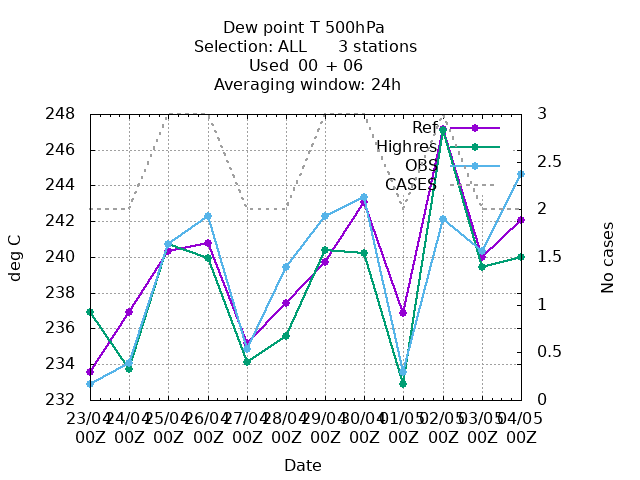 Dew point T 500hPa
Selection: ALL      3 stations
Used  00 + 06
Averaging window: 24h
248
246
244
242
240
238
236
234
232
deg C
3
2.5
2
1.5
1
0.5
0
No cases
Ref
Highres
OBS
CASES
23/04 24/04 25/04 26/04 27/04 28/04 29/04 30/04 01/05 02/05 03/05 04/05
00Z 00Z 00Z 00Z 00Z 00Z 00Z 00Z 00Z 00Z 00Z 00Z
Date